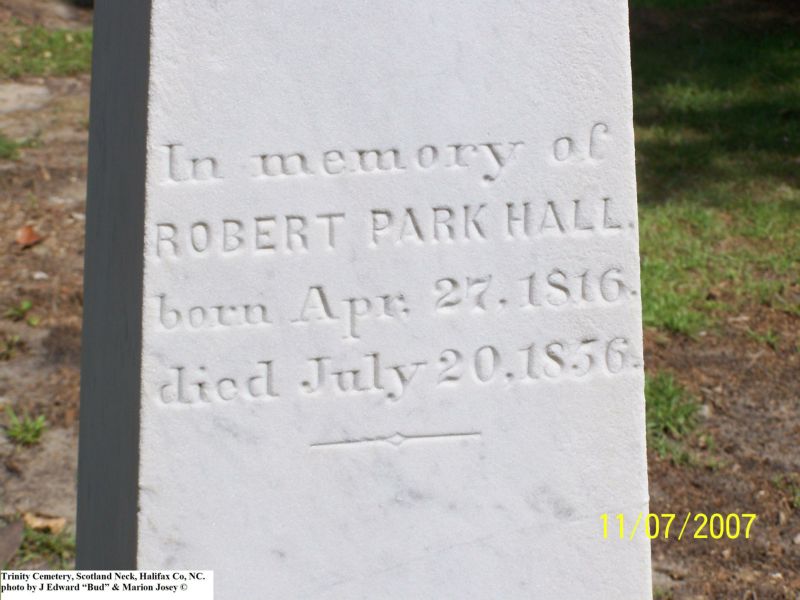 In memory of
ROBERT PARK HALL.
born Apr. 27, 1816.
died July 20, 1856.
11/07/2007
Trinity Cemetery, Scotland Neck, Halifax Co, NC.
photo by J Edward “Bud” & Marion Josey ©